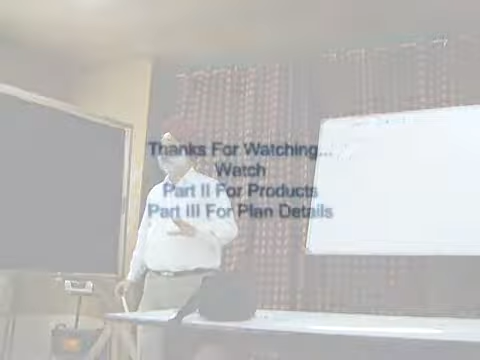 Thanks For Watching...
Watch
Part II For Products
Part III For Plan Details